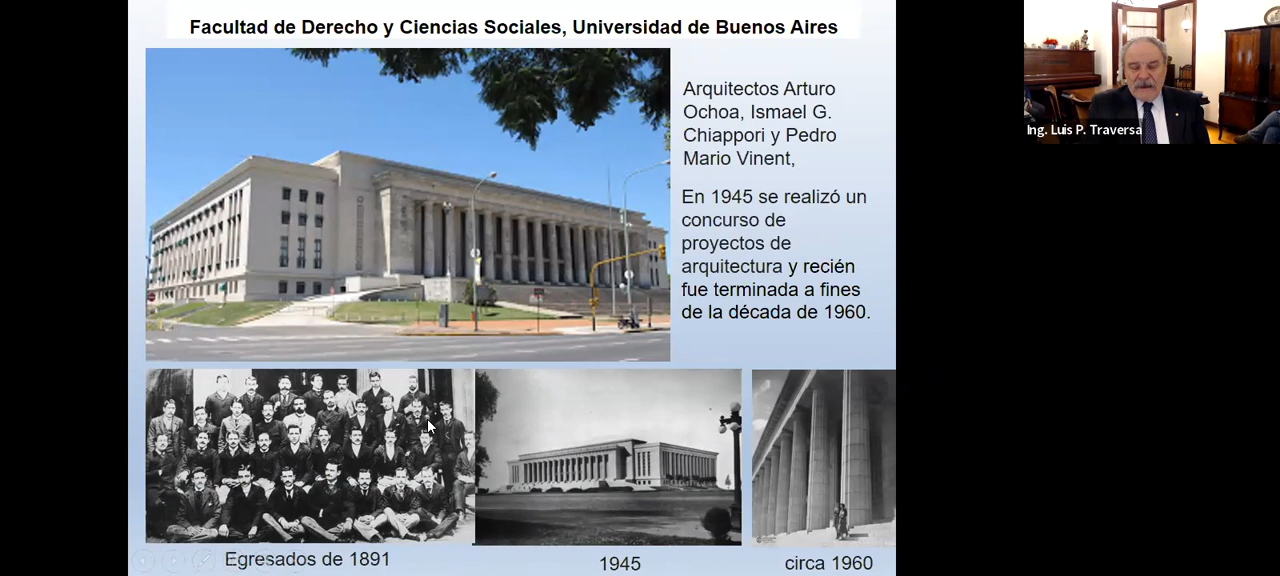 Facultad de Derecho y Ciencias Sociales, Universidad de Buenos Aires
Arquitectos Arturo
Ochoa, Ismael G.
Chiappori y Pedro
Mario Vinent,
En 1945 se realizó un
concurso de
proyectos de
arquitectura y recién
fue terminada a fines
de la década de 1960.
Egresados de 1891
1945
circa 1960
Ing. Luis P. Traversa